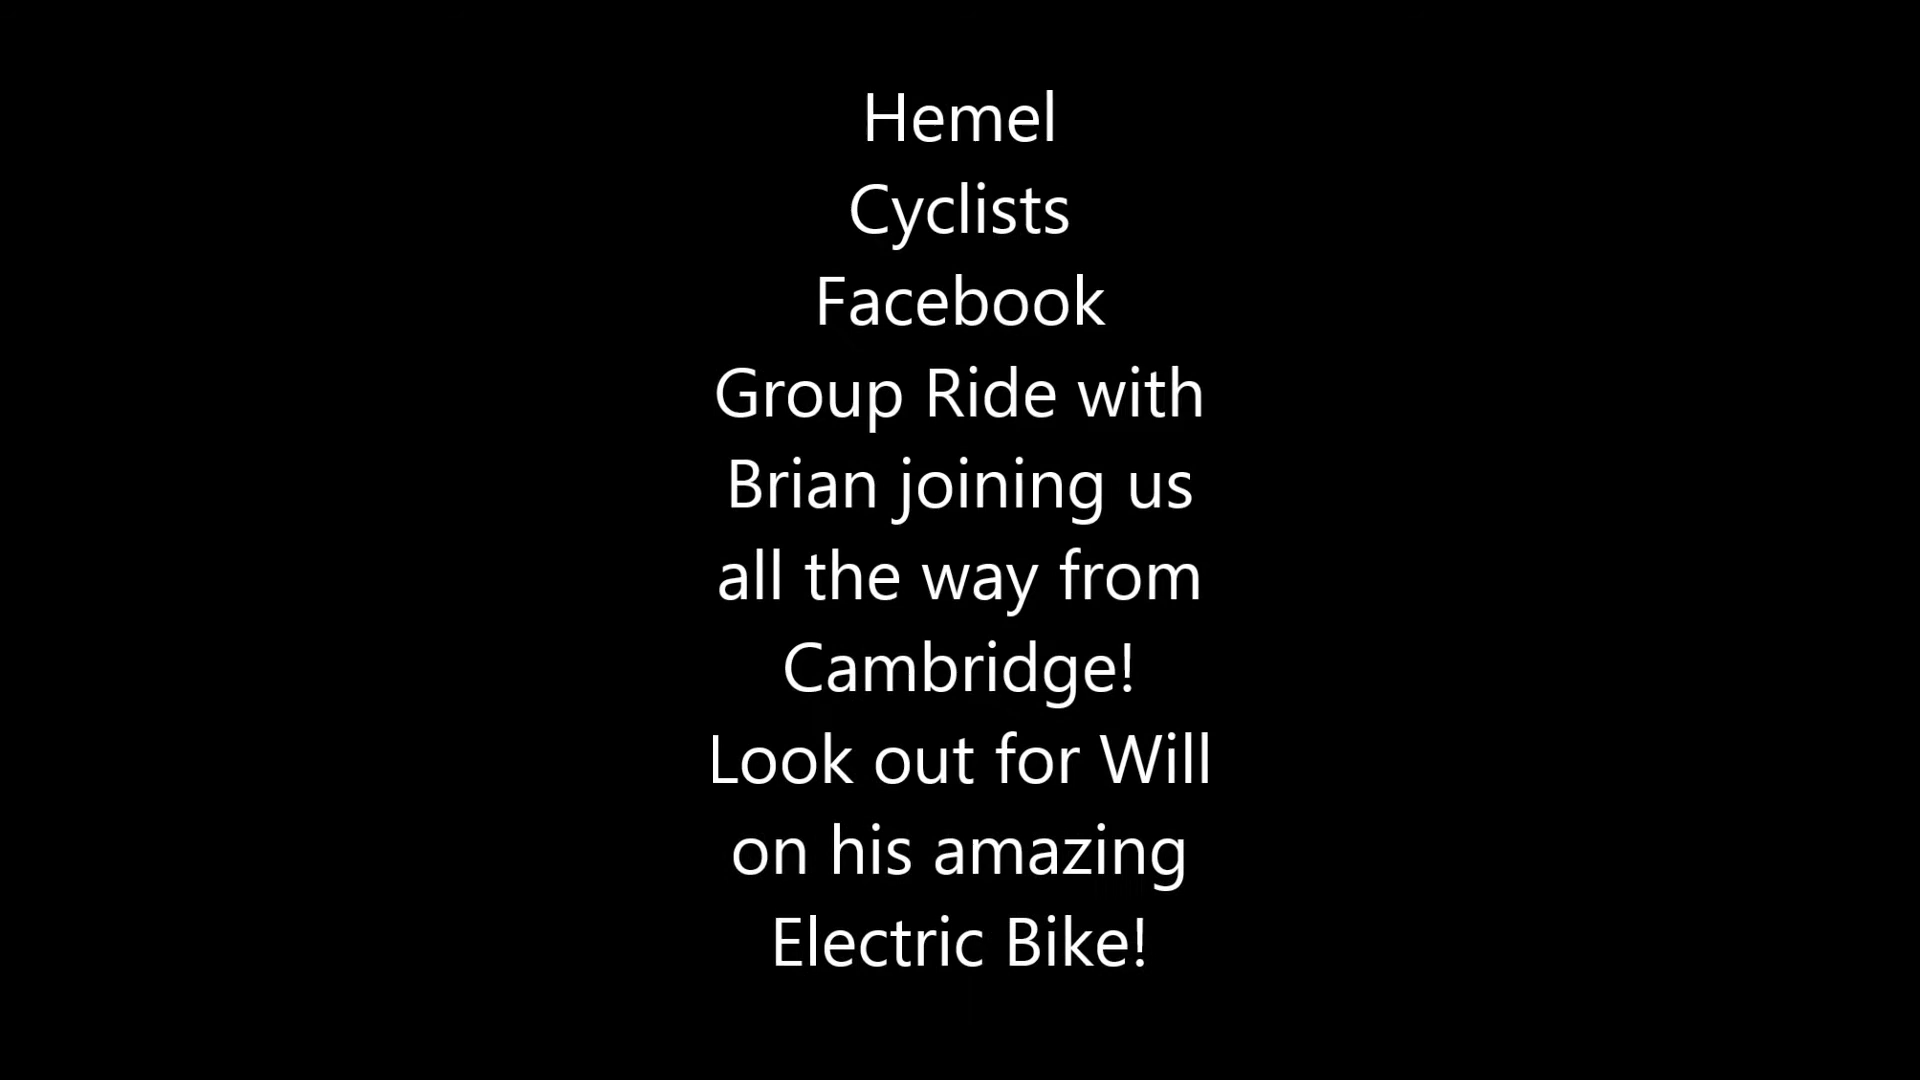 Hemel
Cyclists
Facebook
Group Ride with
Brian joining us
all the way from
Cambridge!
Look out for Will
on his amazing
Electric Bike!